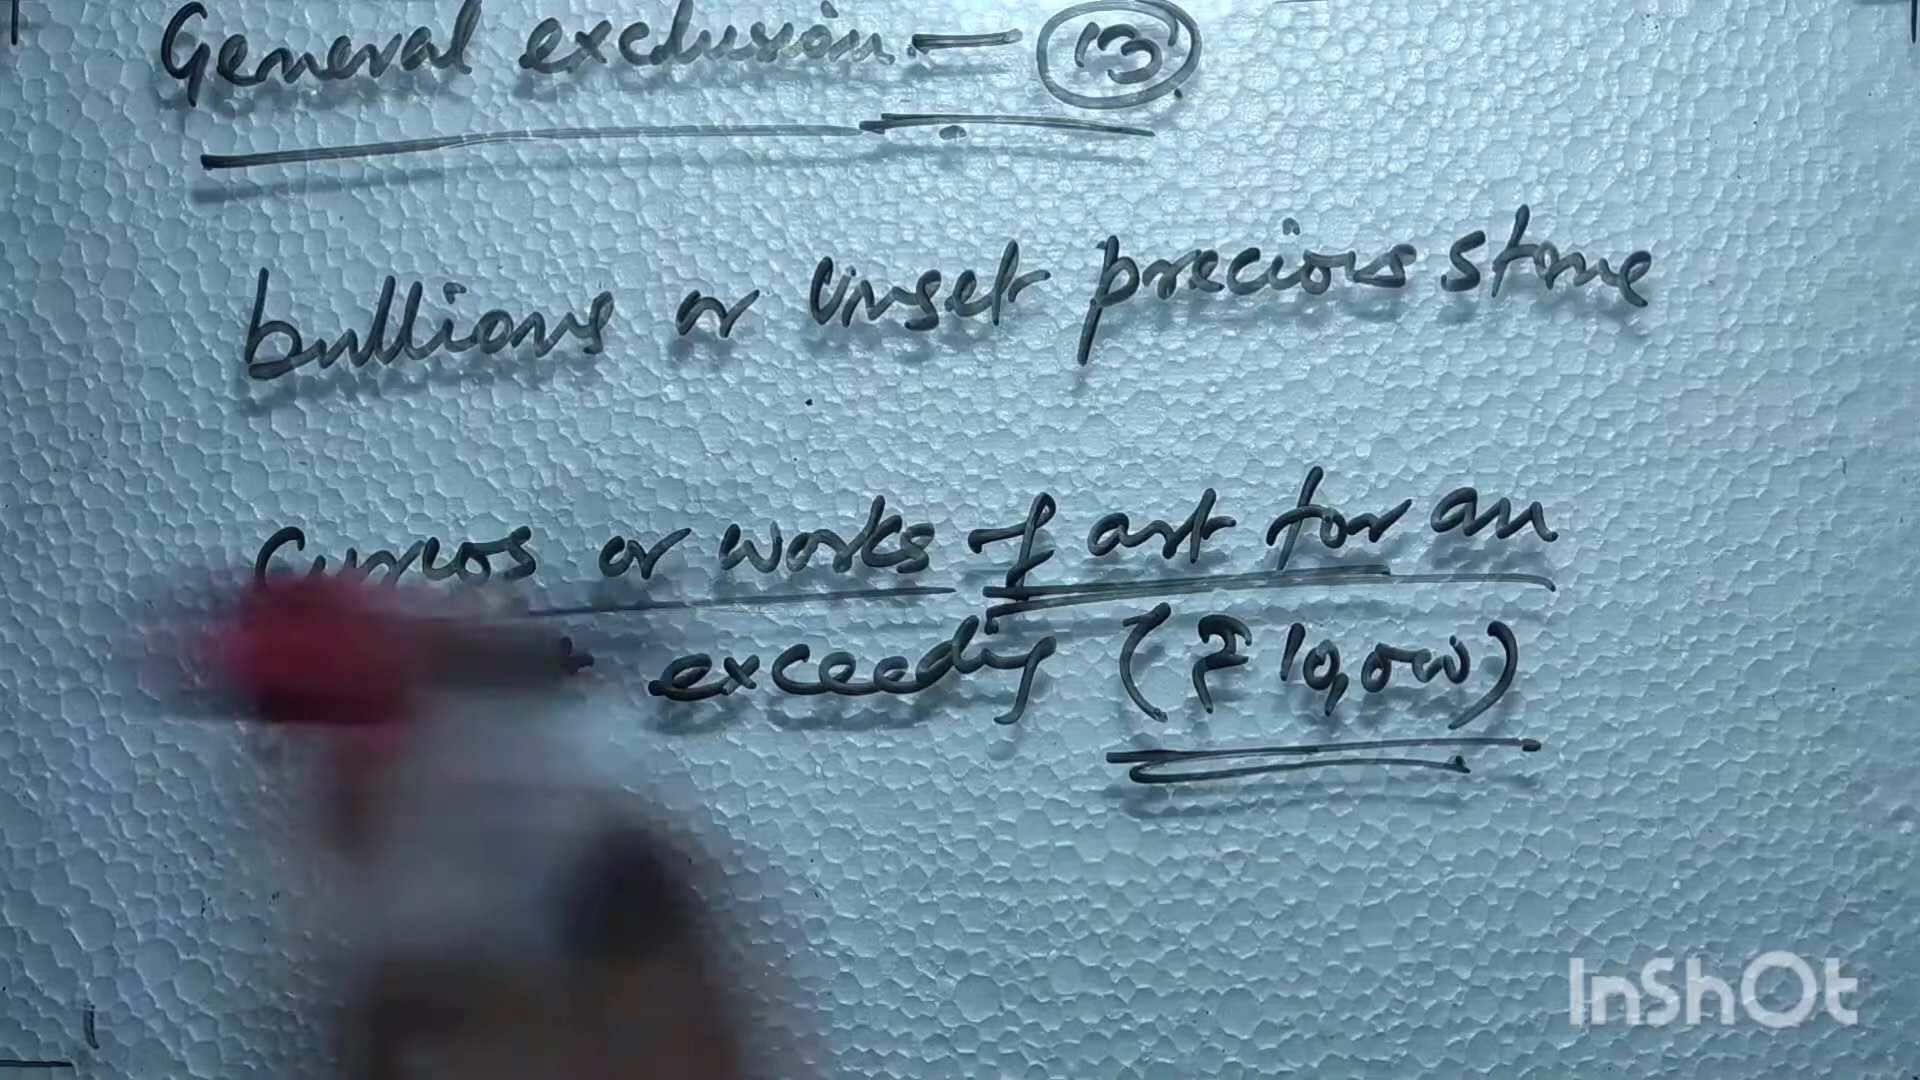 General exclusion - 13
bullions or unset precious stone
Curios or works of art for an
exceeding (₹ 10,000)
InShOt